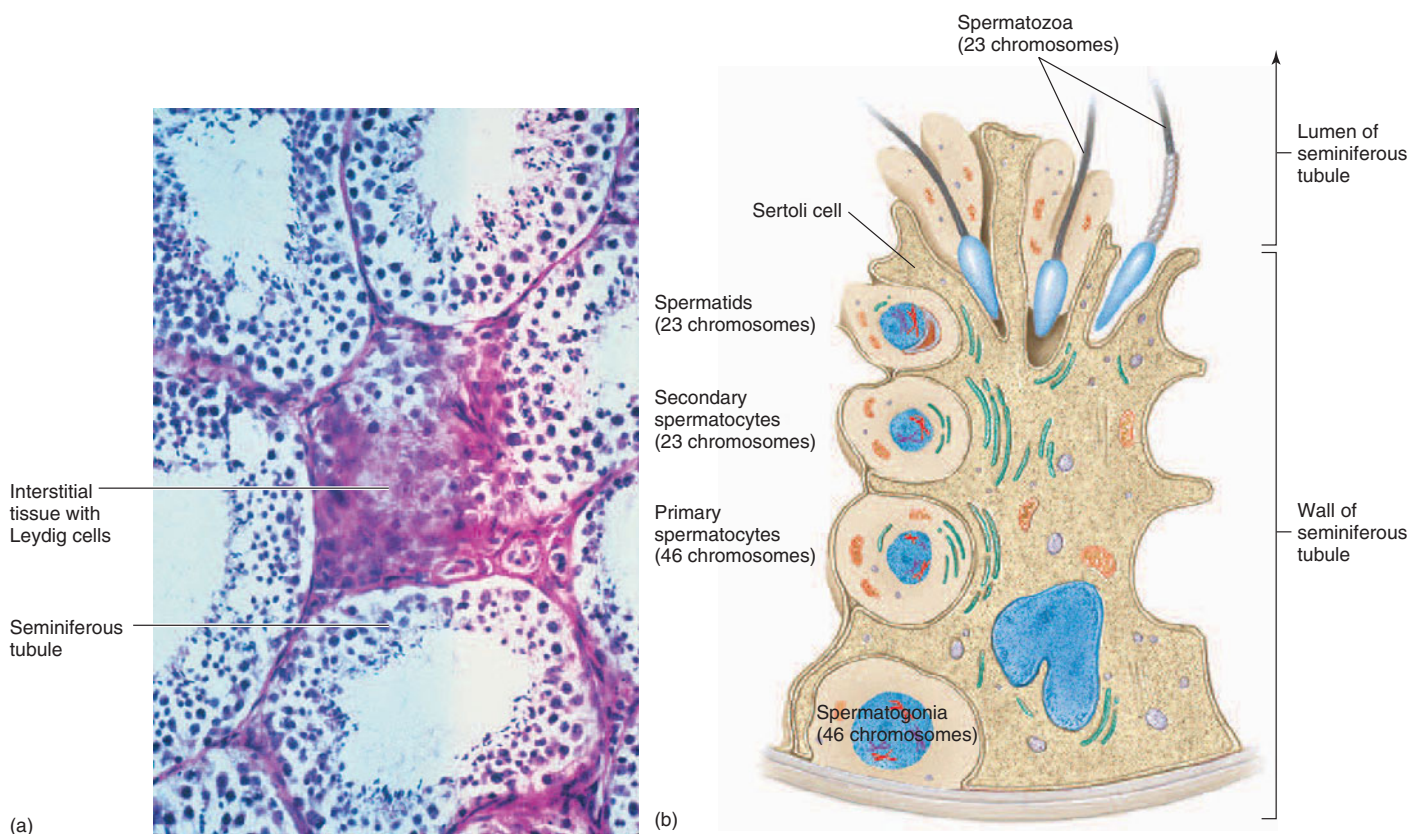 Interstitial
tissue with
Leydig cells
Seminiferous
tubule
(a)
Spermatozoa
(23 chromosomes)
Lumen of
seminiferous
tubule
Sertoli cell
Spermatids
(23 chromosomes)
Secondary
spermatocytes
(23 chromosomes)
Primary
spermatocytes
(46 chromosomes)
Wall of
seminiferous
tubule
Spermatogonia
(46 chromosomes)
(b)